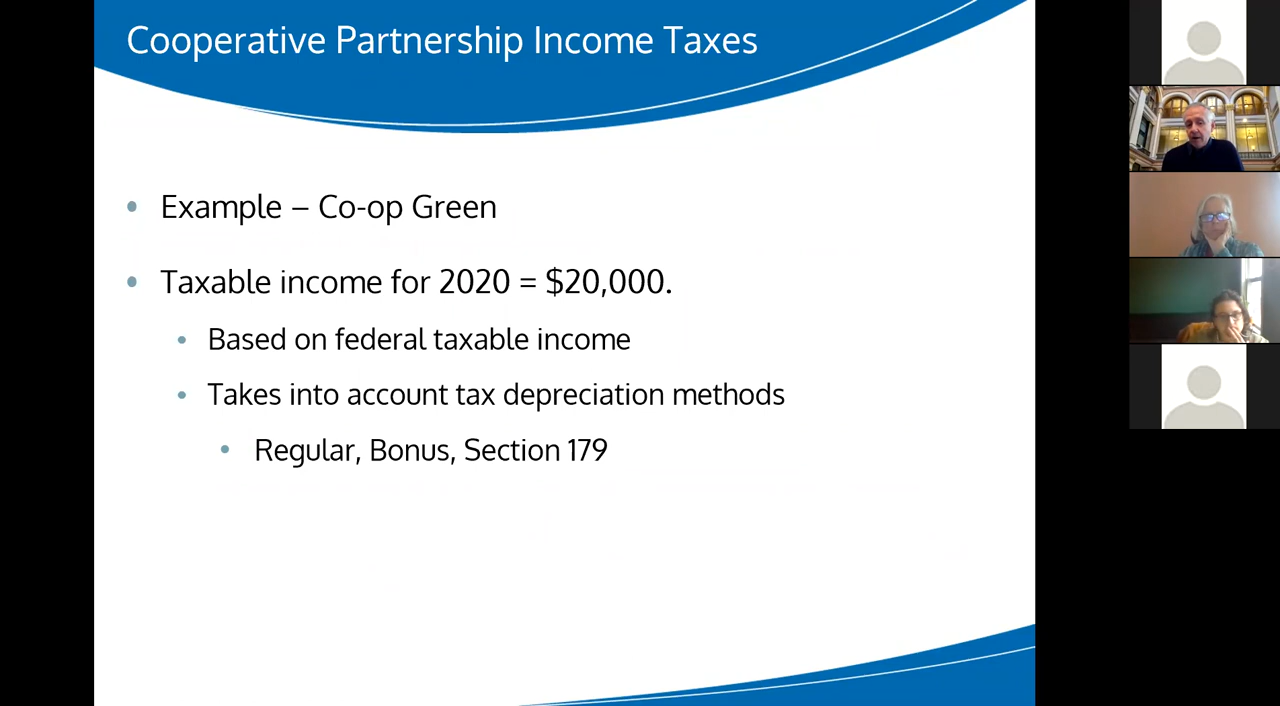 Cooperative Partnership Income Taxes
• Example – Co-op Green
• Taxable income for 2020 = $20,000.
• Based on federal taxable income
• Takes into account tax depreciation methods
• Regular, Bonus, Section 179